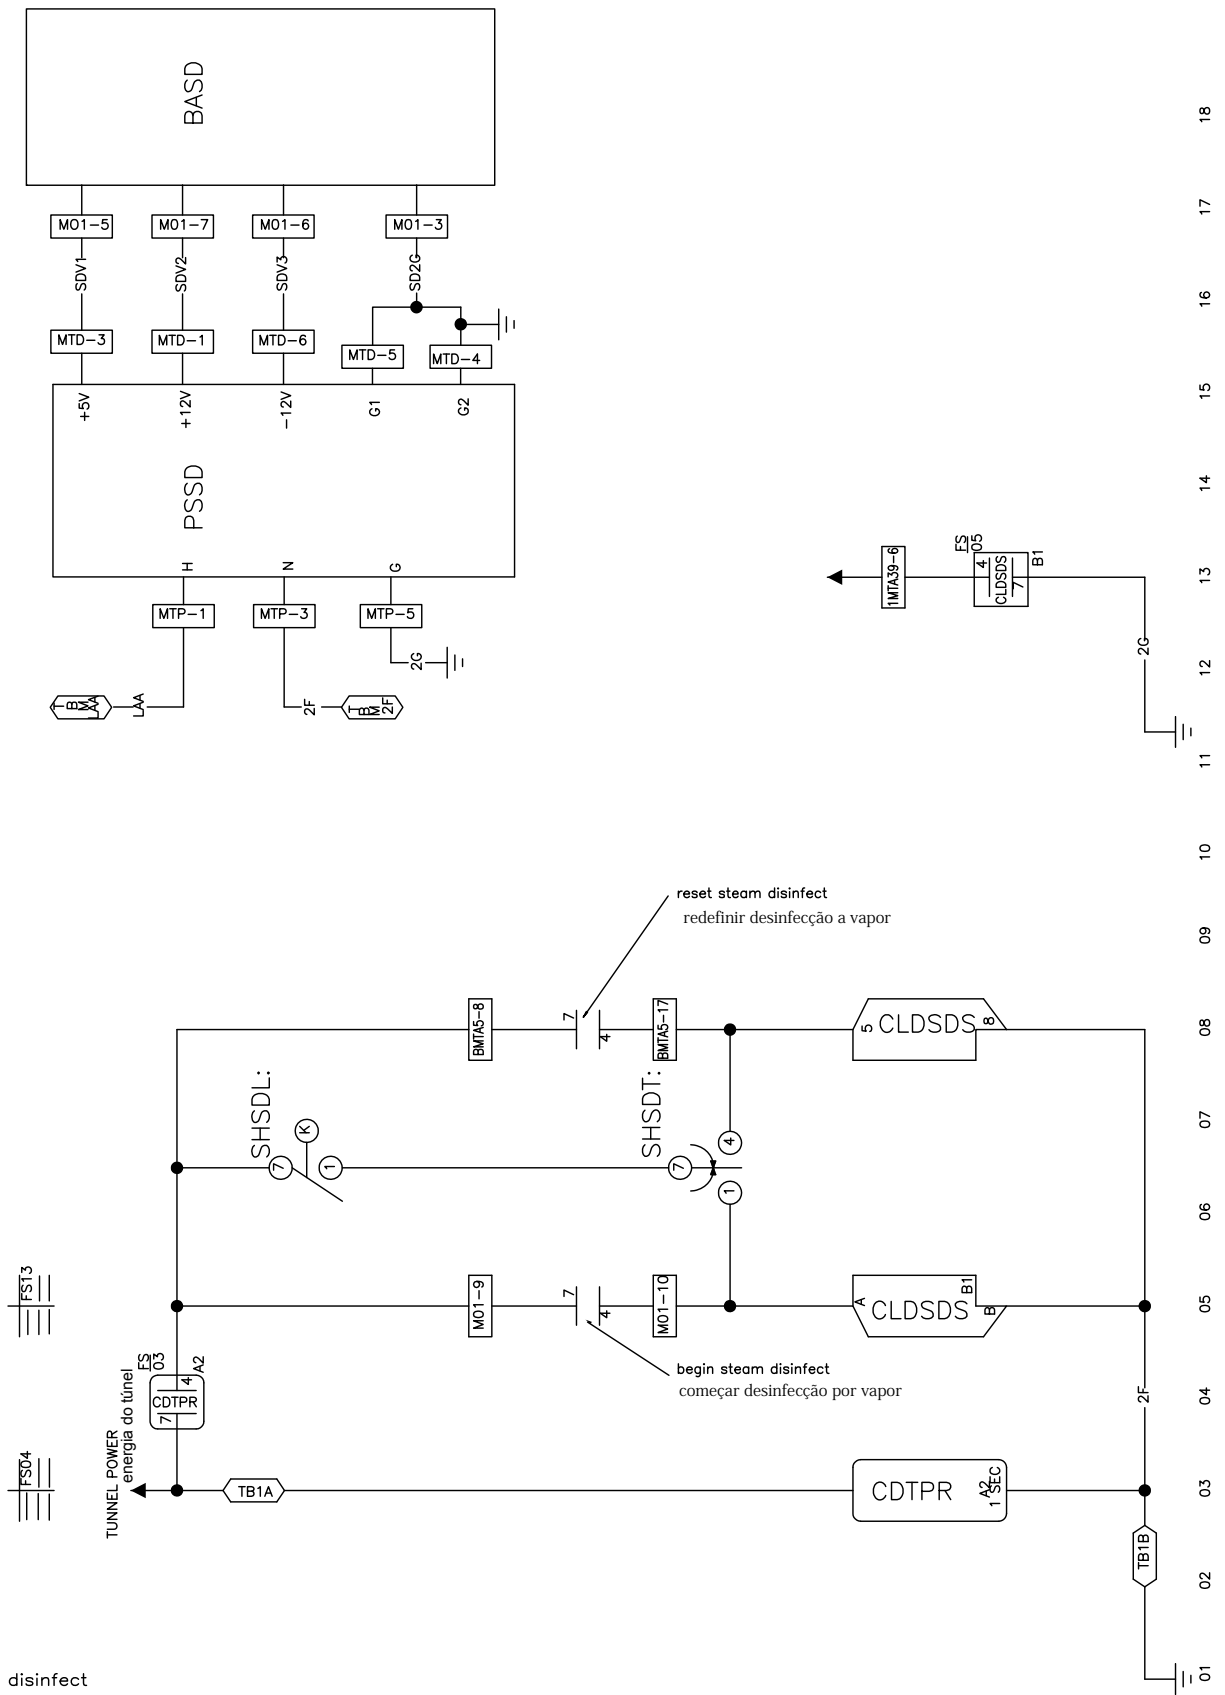 BASD
18
M01-5
M01-7
M01-6
M01-3
17
SDV1
SDV2
SDV3
SD2G
16
MTD-3
MTD-1
MTD-6
MTD-5
MTD-4
+5V
+12V
-12V
G1
G2
15
PSSD
14
H
N
G
13
MTP-1
MTP-3
MTP-5
1MTA39-6
FS
05
4
CLDSDS
7
B1
2G
2G
12
TBM
LAA
LAA
2F
TBM
2F
11
10
reset steam disinfect
redefinir desinfecção a vapor
09
BMTA5-8
7
4
BMTA5-17
5 CLDSDS 8
08
SHSDL:
K
7
1
SHSDT:
7
4
1
07
06
FS13
M01-9
7
4
M01-10
A
CLDSDS
B1
B
05
begin steam disinfect
começar desinfecção por vapor
FS
03
A2
4
CDTPR
7
2F
04
TUNNEL POWER
energia do túnel
FS04
TB1A
CDTPR
A2
1 SEC
03
TB1B
02
01
disinfect